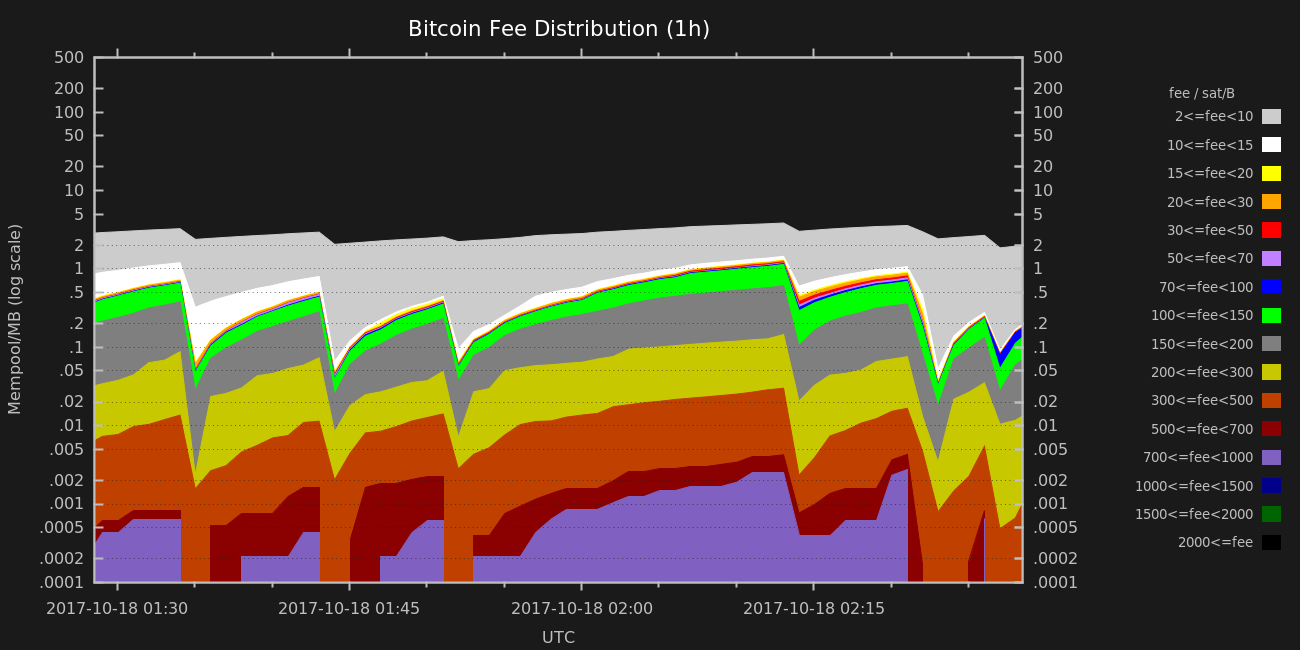 Bitcoin Fee Distribution (1h)
Mempool/MB (log scale)
500
200
100
50
20
10
5
2
1
.5
.2
.1
.05
.02
.01
.005
.002
.001
.0005
.0002
.0001
500
200
100
50
20
10
5
2
1
.5
.2
.1
.05
.02
.01
.005
.002
.001
.0005
.0002
.0001
2017-10-18 01:30
2017-10-18 01:45
2017-10-18 02:00
2017-10-18 02:15
UTC
fee / sat/B
2<=fee<10
10<=fee<15
15<=fee<20
20<=fee<30
30<=fee<50
50<=fee<70
70<=fee<100
100<=fee<150
150<=fee<200
200<=fee<300
300<=fee<500
500<=fee<700
700<=fee<1000
1000<=fee<1500
1500<=fee<2000
2000<=fee